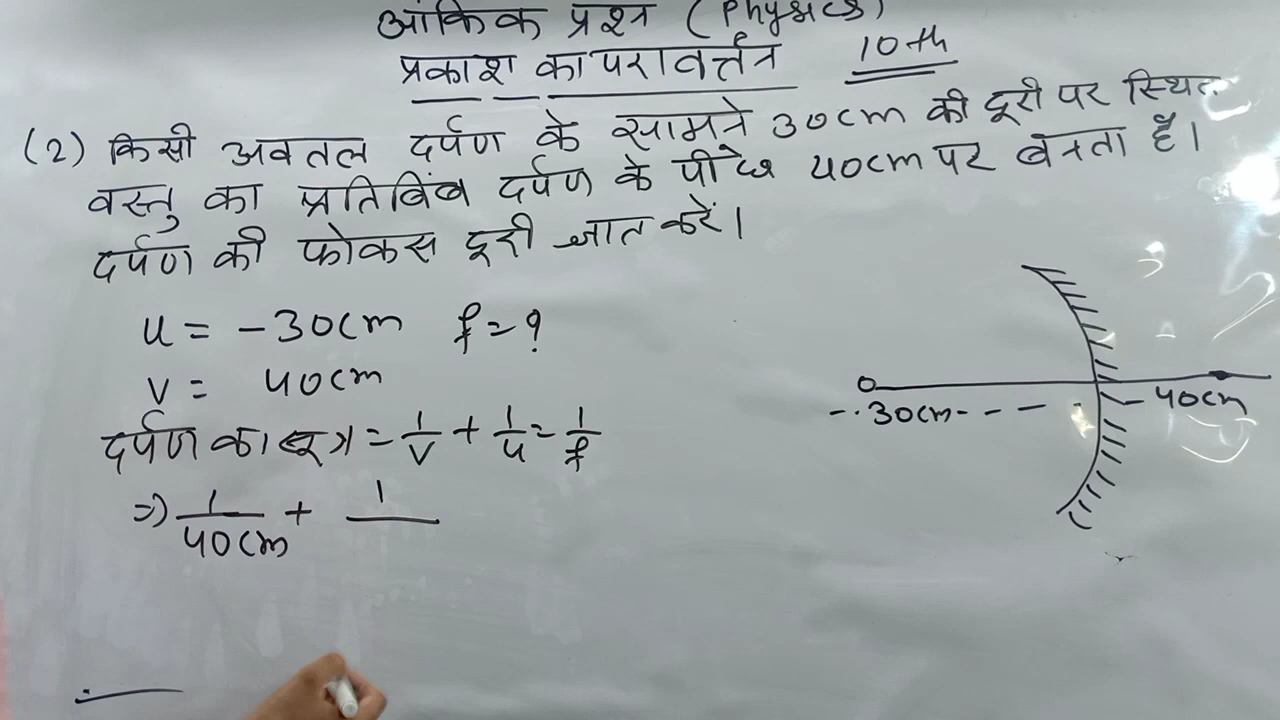 आंकिक प्रश्न (Physics)
प्रकाश का परावर्त्तन 10th
(2) किसी अवतल दर्पण के सामने 30cm की दूरी पर स्थित
वस्तु का प्रतिबिंब दर्पण के पीछे 40cm पर बनता है।
दर्पण की फोकस दूरी ज्ञात करें।
u = -30cm f = ?
v = 40cm
दर्पण का सूत्र = 1/v + 1/u = 1/f
⇒ 1/40cm + 1/
30cm
40cm